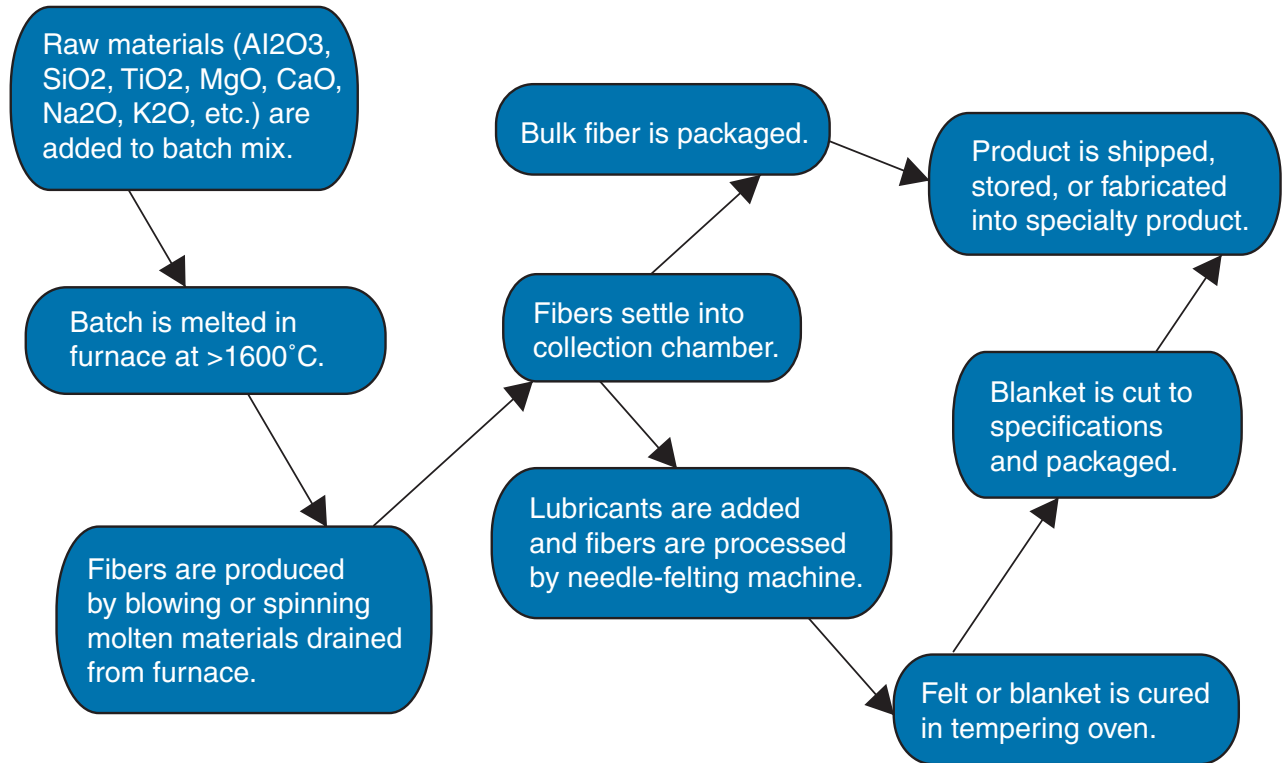 Raw materials (Al2O3,
SiO2, TiO2, MgO, CaO,
Na2O, K2O, etc.) are
added to batch mix.
Batch is melted in
furnace at >1600˚C.
Fibers are produced
by blowing or spinning
molten materials drained
from furnace.
Fibers settle into
collection chamber.
Bulk fiber is packaged.
Lubricants are added
and fibers are processed
by needle-felting machine.
Felt or blanket is cured
in tempering oven.
Blanket is cut to
specifications
and packaged.
Product is shipped,
stored, or fabricated
into specialty product.